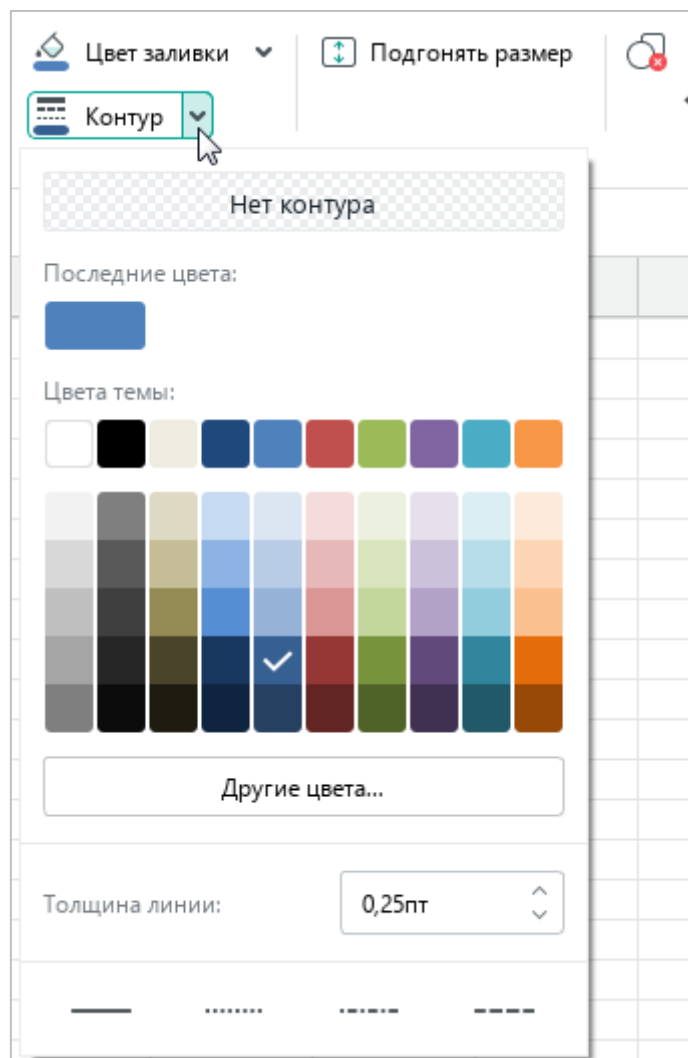 Цвет заливки
Подгонять размер
Контур
Нет контура
Последние цвета:
Цвета темы:
Другие цвета...
Толщина линии:
0,25пт